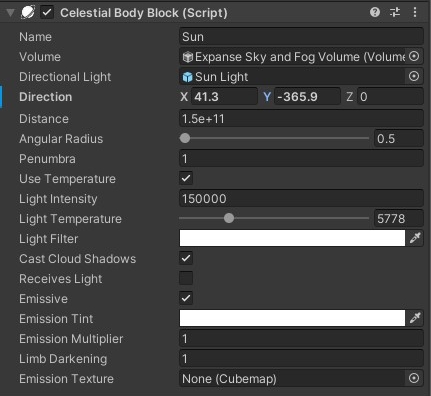 Celestial Body Block (Script)
Name Sun
Volume Expanse Sky and Fog Volume (Volume
Directional Light Sun Light
Direction X 41.3 Y -365.9 Z 0
Distance 1.5e+11
Angular Radius 0.5
Penumbra 1
Use Temperature
Light Intensity 150000
Light Temperature 5778
Light Filter
Cast Cloud Shadows
Receives Light
Emissive
Emission Tint
Emission Multiplier 1
Limb Darkening 1
Emission Texture None (Cubemap)